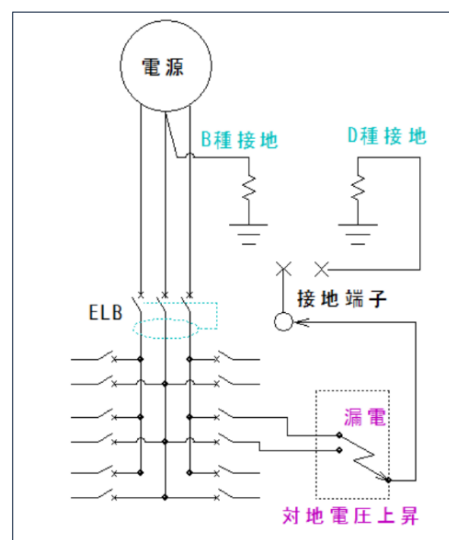 電源
B種接地
D種接地
接地端子
ELB
漏電
対地電圧上昇